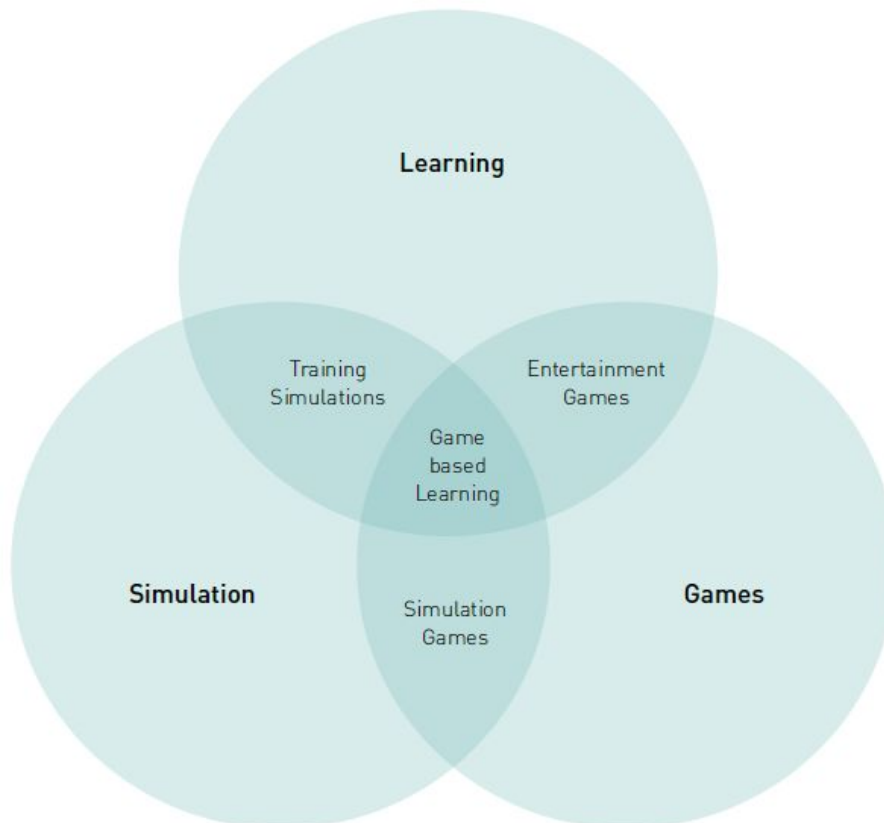 Learning
Training
Simulations
Entertainment
Games
Game
based
Learning
Simulation
Games
Simulation
Games